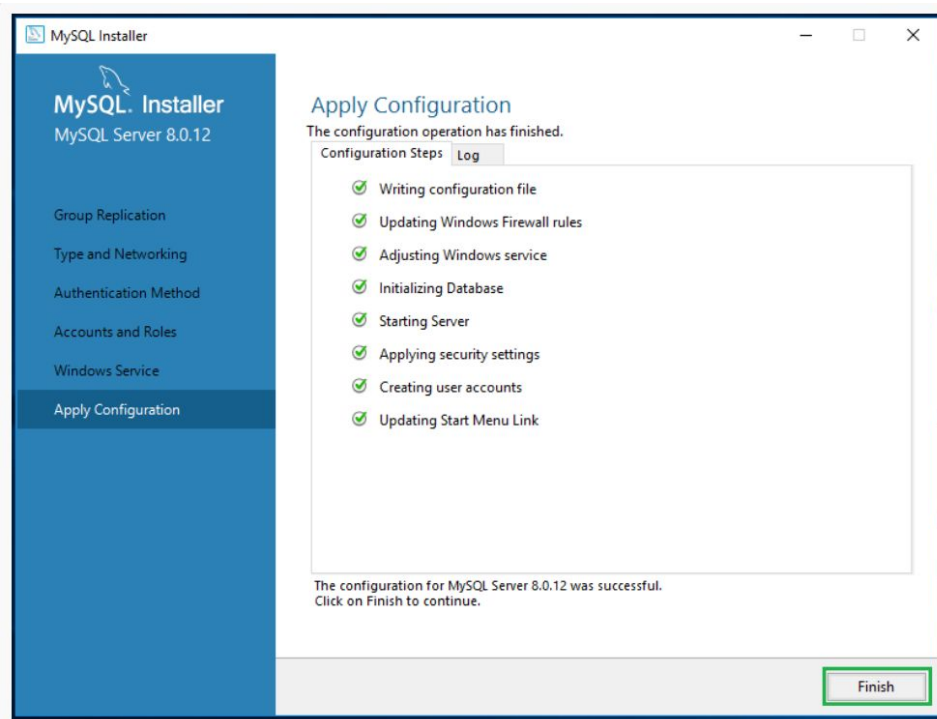 MySQL Installer
MySQL. Installer
MySQL Server 8.0.12
Group Replication
Type and Networking
Authentication Method
Accounts and Roles
Windows Service
Apply Configuration
Apply Configuration
The configuration operation has finished.
Configuration Steps Log
Writing configuration file
Updating Windows Firewall rules
Adjusting Windows service
Initializing Database
Starting Server
Applying security settings
Creating user accounts
Updating Start Menu Link
The configuration for MySQL Server 8.0.12 was successful.
Click on Finish to continue.
Finish